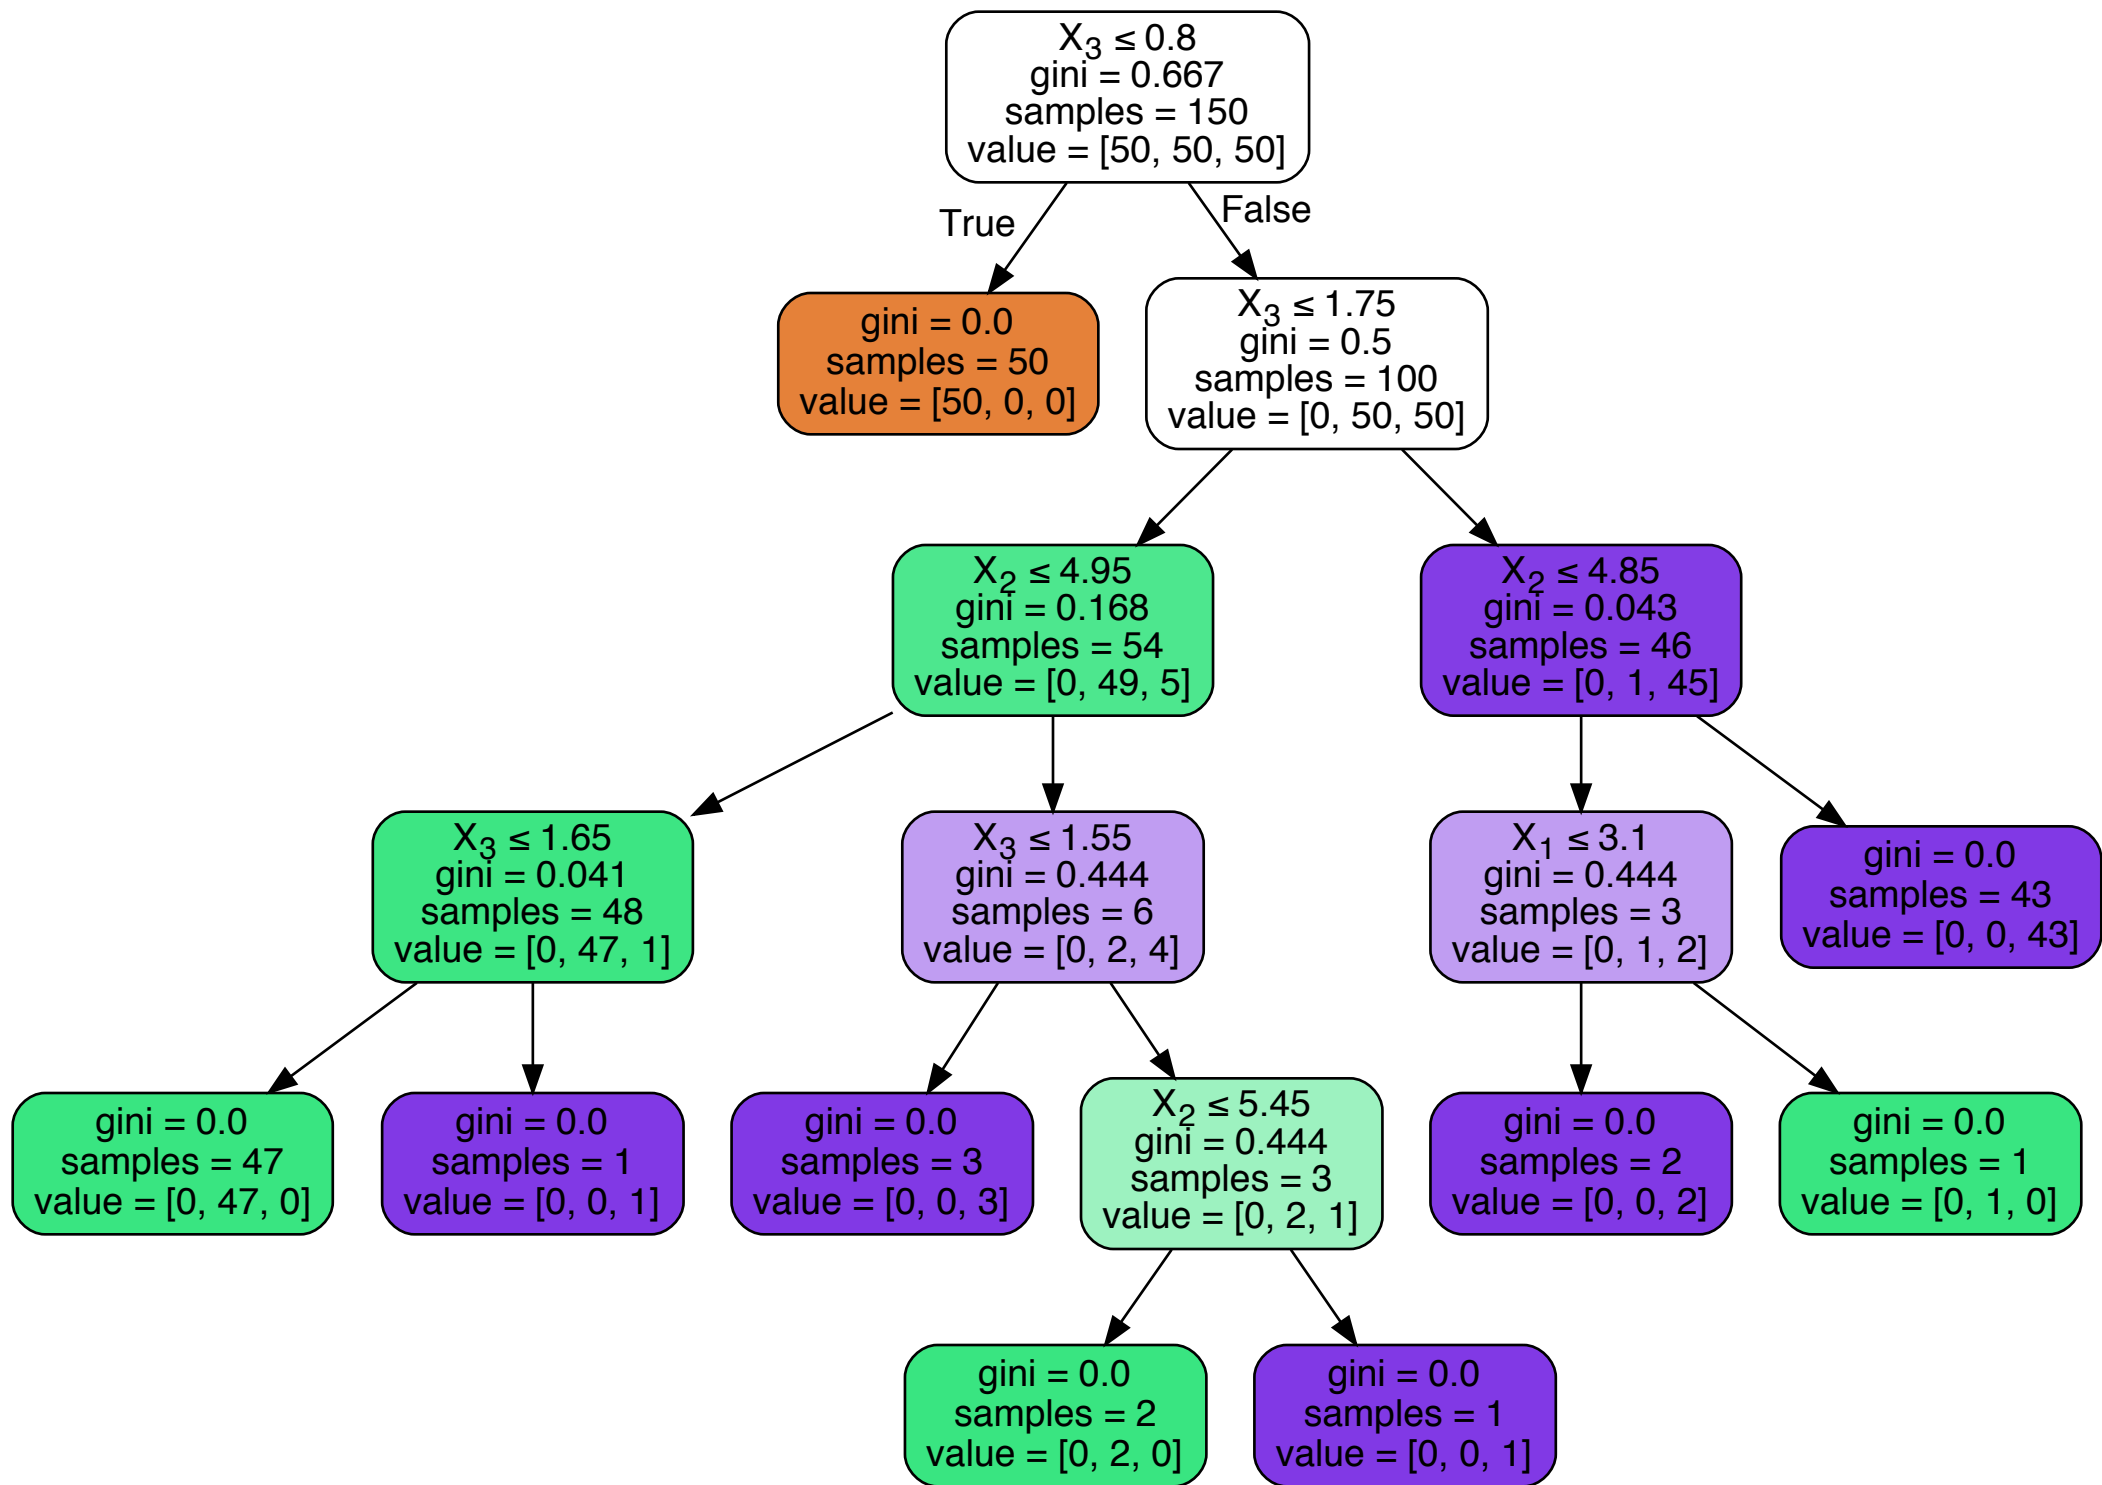 X₃ ≤ 0.8
gini = 0.667
samples = 150
value = [50, 50, 50]
True
False
gini = 0.0
samples = 50
value = [50, 0, 0]
X₃ ≤ 1.75
gini = 0.5
samples = 100
value = [0, 50, 50]
X₂ ≤ 4.95
gini = 0.168
samples = 54
value = [0, 49, 5]
X₂ ≤ 4.85
gini = 0.043
samples = 46
value = [0, 1, 45]
X₃ ≤ 1.65
gini = 0.041
samples = 48
value = [0, 47, 1]
X₃ ≤ 1.55
gini = 0.444
samples = 6
value = [0, 2, 4]
X₁ ≤ 3.1
gini = 0.444
samples = 3
value = [0, 1, 2]
gini = 0.0
samples = 43
value = [0, 0, 43]
gini = 0.0
samples = 47
value = [0, 47, 0]
gini = 0.0
samples = 1
value = [0, 0, 1]
gini = 0.0
samples = 3
value = [0, 0, 3]
X₂ ≤ 5.45
gini = 0.444
samples = 3
value = [0, 2, 1]
gini = 0.0
samples = 2
value = [0, 0, 2]
gini = 0.0
samples = 1
value = [0, 1, 0]
gini = 0.0
samples = 2
value = [0, 2, 0]
gini = 0.0
samples = 1
value = [0, 0, 1]